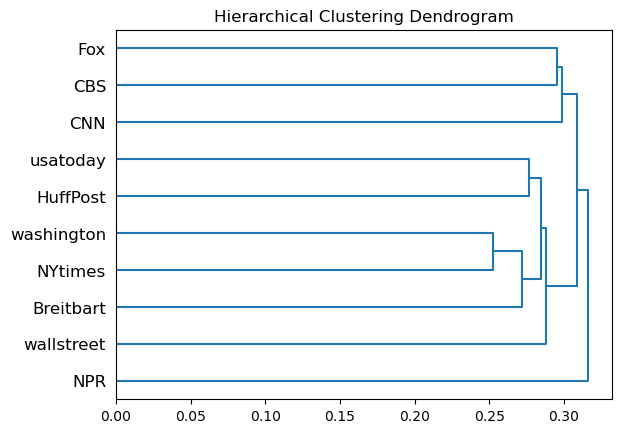 Hierarchical Clustering Dendrogram
Fox
CBS
CNN
usatoday
HuffPost
washington
NYtimes
Breitbart
wallstreet
NPR
0.00 0.05 0.10 0.15 0.20 0.25 0.30